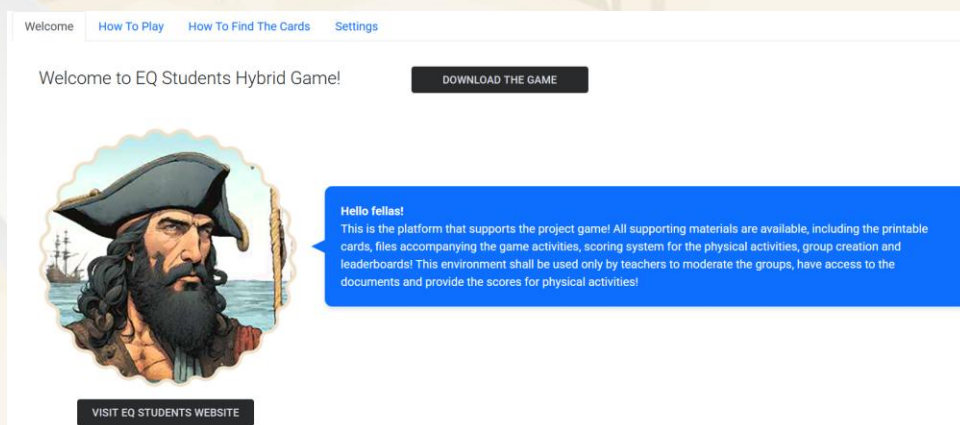 Welcome
How To Play
How To Find The Cards
Settings
Welcome to EQ Students Hybrid Game!
DOWNLOAD THE GAME
Hello fellas!
This is the platform that supports the project game! All supporting materials are available, including the printable
cards, files accompanying the game activities, scoring system for the physical activities, group creation and
leaderboards! This environment shall be used only by teachers to moderate the groups, have access to the
documents and provide the scores for physical activities!
VISIT EQ STUDENTS WEBSITE